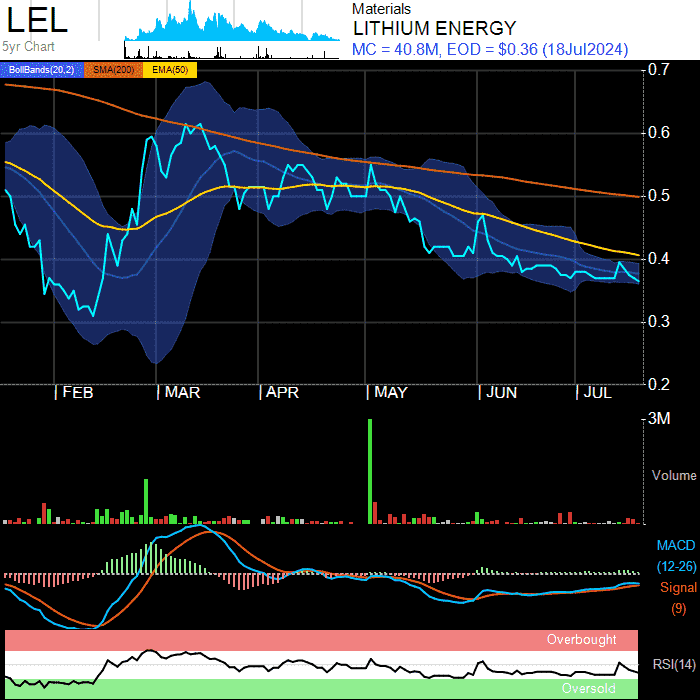 LEL
5yr Chart
Materials
LITHIUM ENERGY
MC = 40.8M, EOD = $0.36 (18Jul2024)
BollBands(20,2) SMA(200) EMA(50)
0.7
0.6
0.5
0.4
0.3
0.2
FEB MAR APR MAY JUN JUL
3M
Volume
MACD
(12-26)
Signal
(9)
Overbought
RSI(14)
Oversold